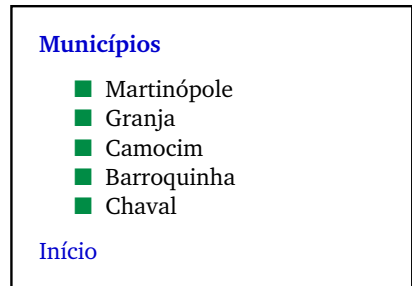 Municípios
Martinópole
Granja
Camocim
Barroquinha
Chaval
Início